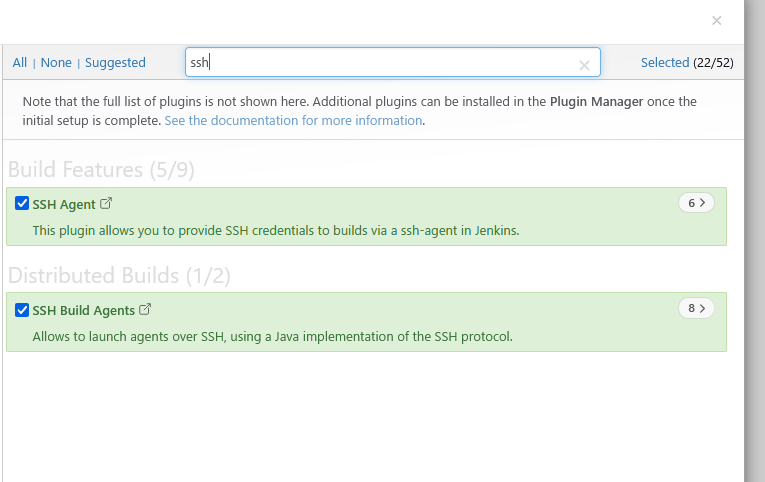 All | None | Suggested
ssh
Selected (22/52)
Note that the full list of plugins is not shown here. Additional plugins can be installed in the Plugin Manager once the
initial setup is complete. See the documentation for more information.
Build Features (5/9)
SSH Agent
6
This plugin allows you to provide SSH credentials to builds via a ssh-agent in Jenkins.
Distributed Builds (1/2)
SSH Build Agents
8
Allows to launch agents over SSH, using a Java implementation of the SSH protocol.